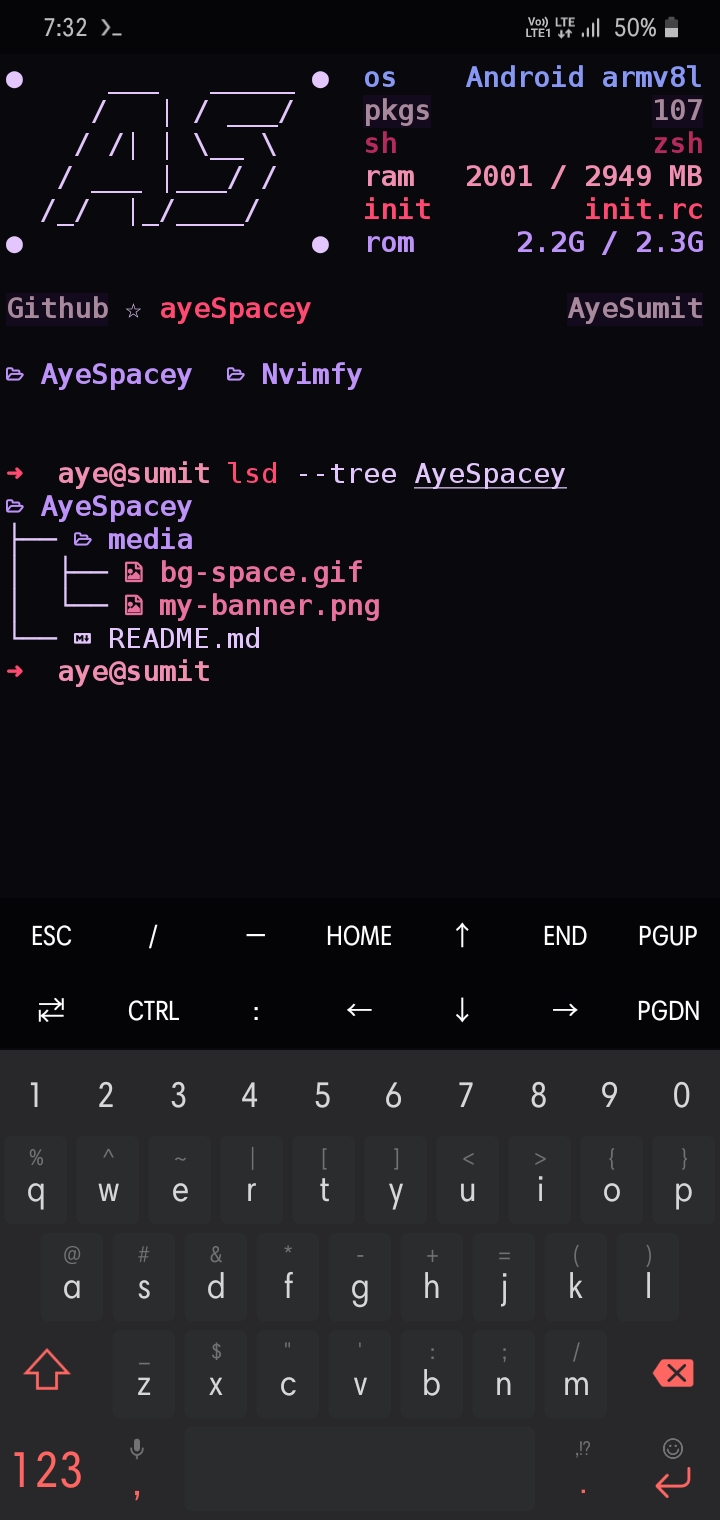 7:32 Vo)) LTE1 LTE 50%
os Android armv8l
pkgs 107
sh zsh
ram 2001 / 2949 MB
init init.rc
rom 2.2G / 2.3G
Github ☆ ayeSpacey AyeSumit
AyeSpacey Nvimfy
➜ aye@sumit lsd --tree AyeSpacey
AyeSpacey
├── media
│ ├── bg-space.gif
│ └── my-banner.png
└── README.md
➜ aye@sumit
ESC / — HOME ↑ END PGUP
⇄ CTRL : ← ↓ → PGDN
1 2 3 4 5 6 7 8 9 0
% ^ ~ | [ ] < > { }
q w e r t y u i o p
@ # & * - + = ( )
a s d f g h j k l
_ $ " ' : ; /
z x c v b n m
,!?
123 , .